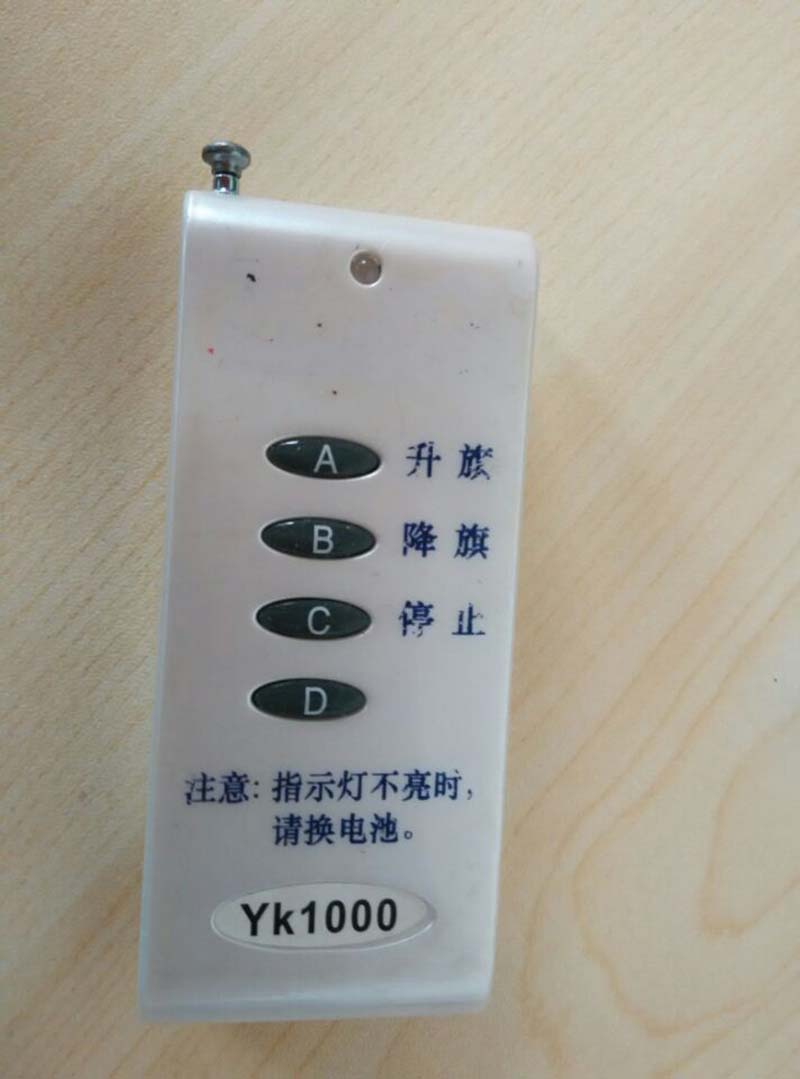 A 升旗
B 降旗
C 停止
D
注意：指示灯不亮时，
请换电池。
Yk1000